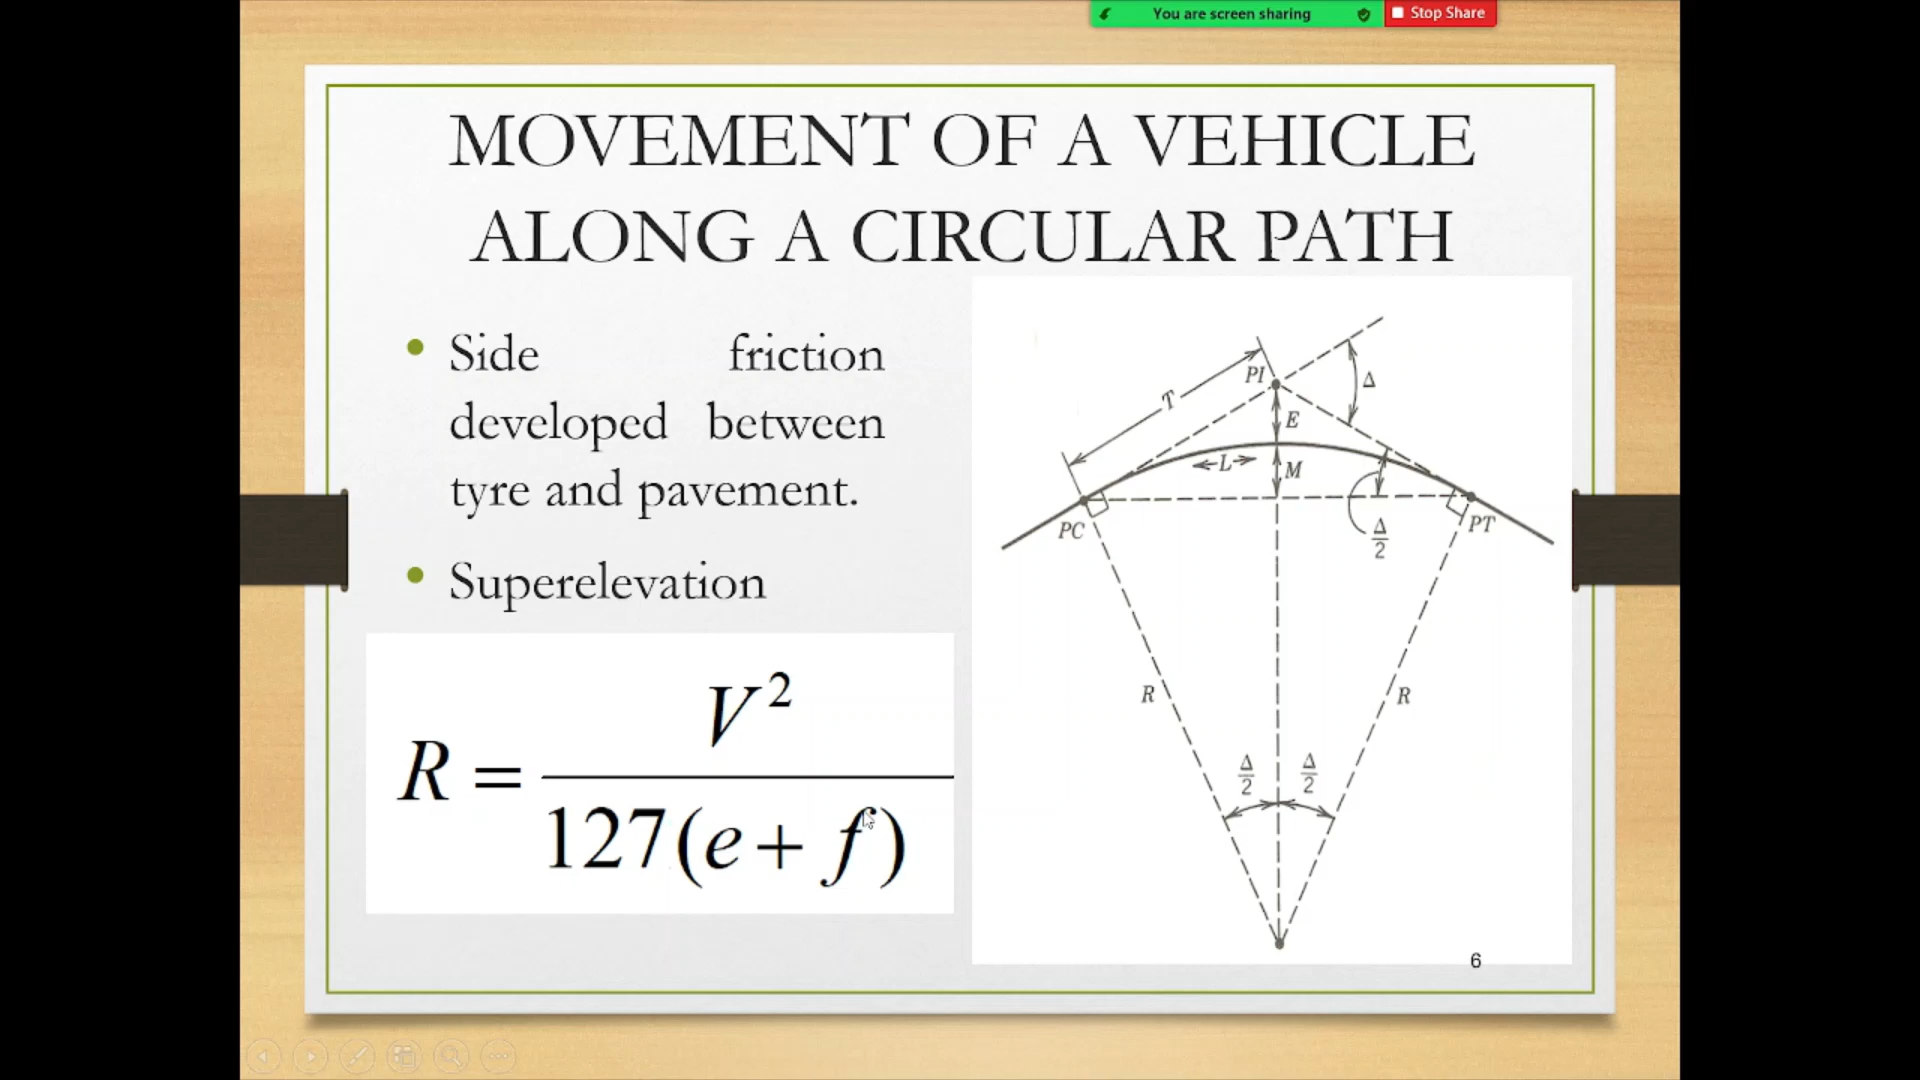 You are screen sharing
Stop Share
MOVEMENT OF A VEHICLE
ALONG A CIRCULAR PATH
• Side friction
developed between
tyre and pavement.
• Superelevation
R = V² / 127(e + f)
PI
Δ
T
E
L
M
PC
PT
Δ/2
R
R
Δ/2
Δ/2
6